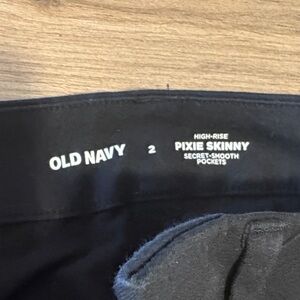 OLD NAVY
2
HIGH-RISE
PIXIE SKINNY
SECRET-SMOOTH
POCKETS